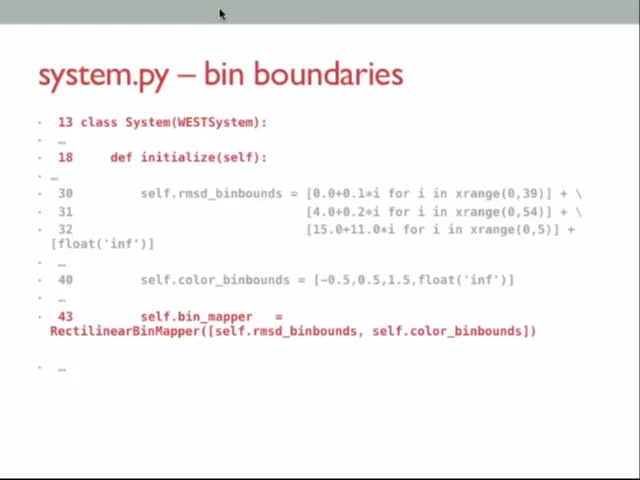 system.py – bin boundaries
• 13 class System(WESTSystem):
• …
• 18     def initialize(self):
• …
• 30         self.rmsd_binbounds = [0.0+0.1*i for i in xrange(0,39)] + \
• 31                               [4.0+0.2*i for i in xrange(0,54)] + \
• 32                               [15.0+11.0*i for i in xrange(0,5)] +
[float('inf')]
• …
• 40         self.color_binbounds = [-0.5,0.5,1.5,float('inf')]
• …
• 43         self.bin_mapper   =
RectilinearBinMapper([self.rmsd_binbounds, self.color_binbounds])
• …